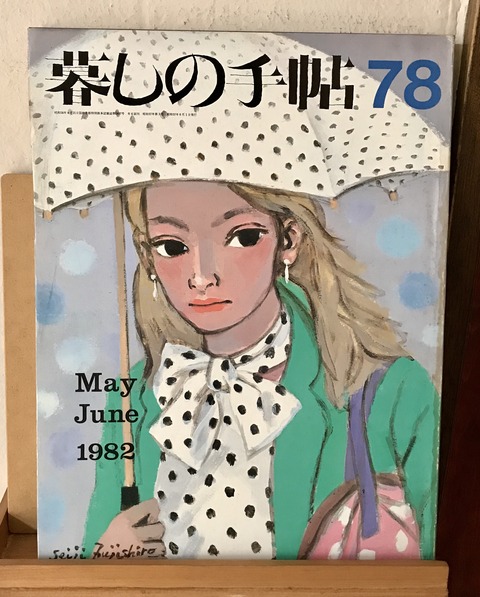 暮しの手帖 78
May
June
1982
Seiji Fujishiro